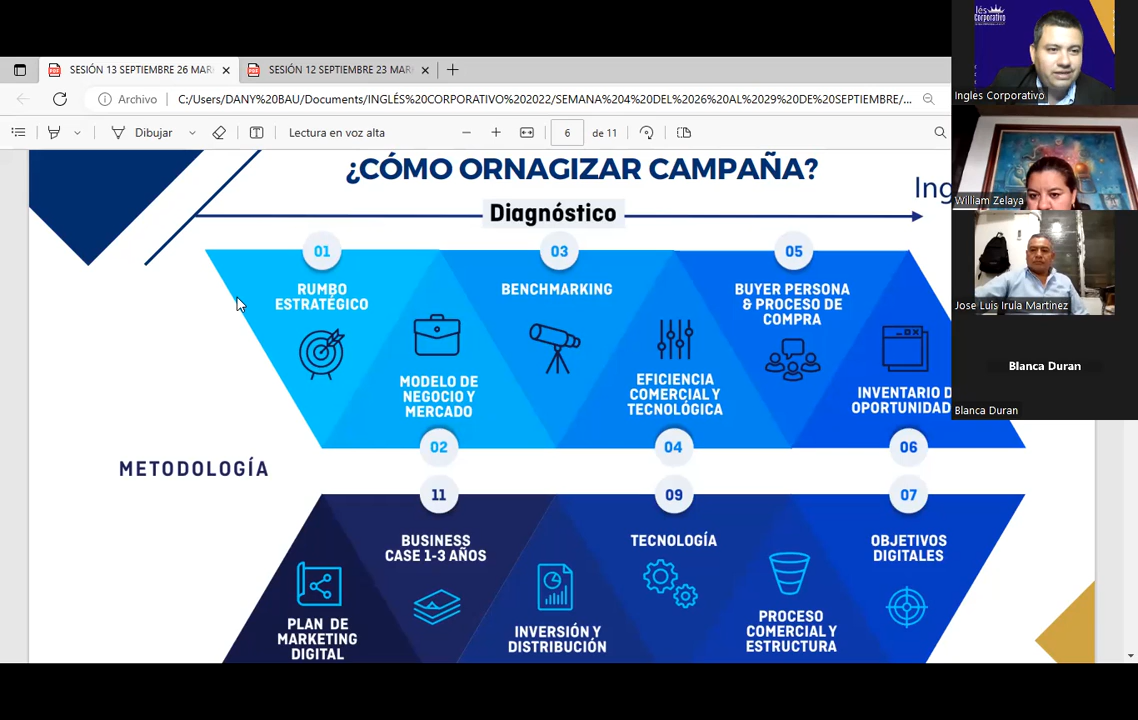 SESIÓN 13 SEPTIEMBRE 26 MAR
SESIÓN 12 SEPTIEMBRE 23 MAR
Archivo
C:/Users/DANY%20BAU/Documents/INGLÉS%20CORPORATIVO%202022/SEMANA%204%20DEL%2026%20AL%2029%20DE%20SEPTIEMBRE/...
Dibujar
Lectura en voz alta
6
de 11
lés
Corporativo
Ingles Corporativo
William Zelaya
Jose Luis Irula Martinez
Blanca Duran
Blanca Duran
¿CÓMO ORNAGIZAR CAMPAÑA?
Ing
Diagnóstico
01
RUMBO
ESTRATÉGICO
MODELO DE
NEGOCIO Y
MERCADO
02
03
BENCHMARKING
EFICIENCIA
COMERCIAL Y
TECNOLÓGICA
04
05
BUYER PERSONA
& PROCESO DE
COMPRA
INVENTARIO D
OPORTUNIDAD
06
METODOLOGÍA
11
BUSINESS
CASE 1-3 AÑOS
PLAN DE
MARKETING
DIGITAL
09
TECNOLOGÍA
INVERSIÓN Y
DISTRIBUCIÓN
07
OBJETIVOS
DIGITALES
PROCESO
COMERCIAL Y
ESTRUCTURA